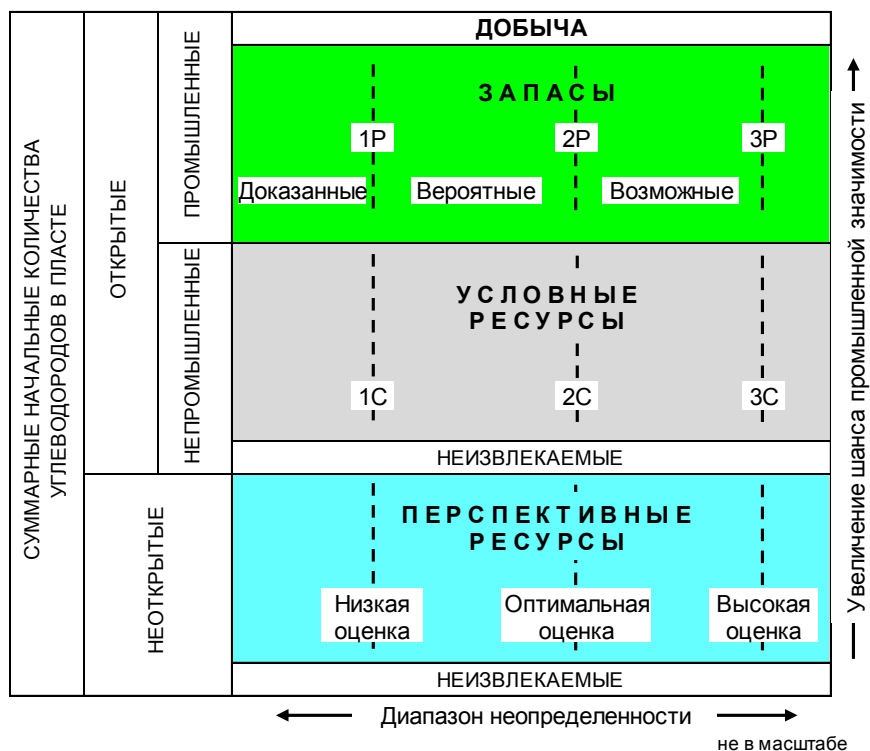 СУММАРНЫЕ НАЧАЛЬНЫЕ КОЛИЧЕСТВА
УГЛЕВОДОРОДОВ В ПЛАСТЕ
ОТКРЫТЫЕ
НЕОТКРЫТЫЕ
ПРОМЫШЛЕННЫЕ
НЕПРОМЫШЛЕННЫЕ
ДОБЫЧА
ЗАПАСЫ
1P
2P
3P
Доказанные
Вероятные
Возможные
УСЛОВНЫЕ
РЕСУРСЫ
1C
2C
3C
НЕИЗВЛЕКАЕМЫЕ
ПЕРСПЕКТИВНЫЕ
РЕСУРСЫ
Низкая
оценка
Оптимальная
оценка
Высокая
оценка
НЕИЗВЛЕКАЕМЫЕ
Увеличение шанса промышленной значимости
Диапазон неопределенности
не в масштабе